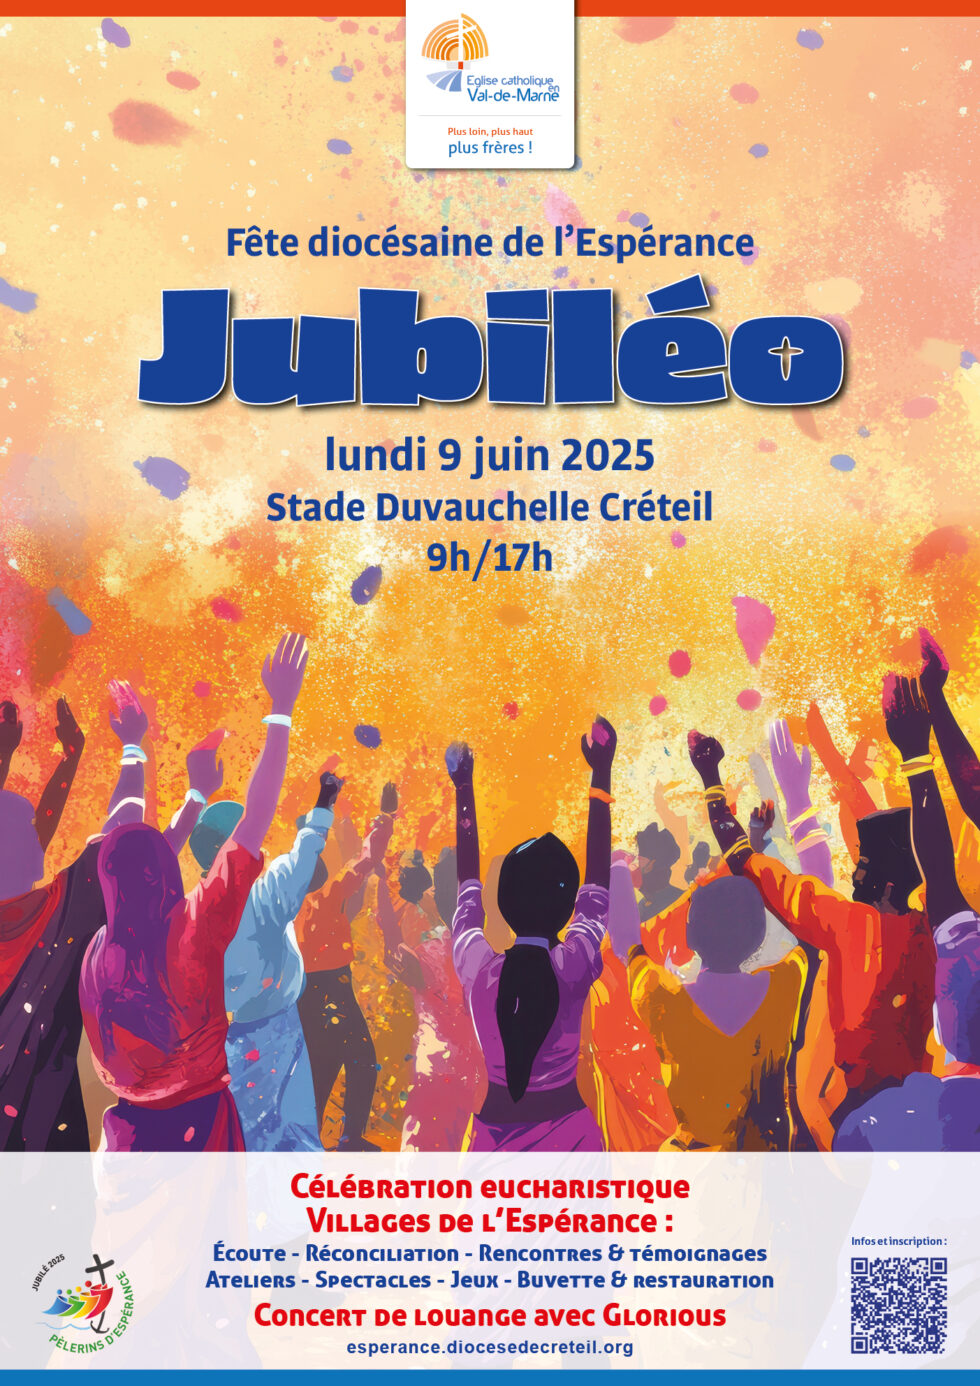 Eglise catholique
en
Val-de-Marne
Plus loin, plus haut
plus frères !
Fête diocésaine de l'Espérance
Jubiléo
lundi 9 juin 2025
Stade Duvauchelle Créteil
9h/17h
Célébration eucharistique
Villages de l'Espérance :
Écoute - Réconciliation - Rencontres & témoignages
Ateliers - Spectacles - Jeux - Buvette & restauration
Concert de louange avec Glorious
esperance.diocesedecreteil.org
JUBILÉ 2025
PÈLERINS D'ESPÉRANCE
Infos et inscription :